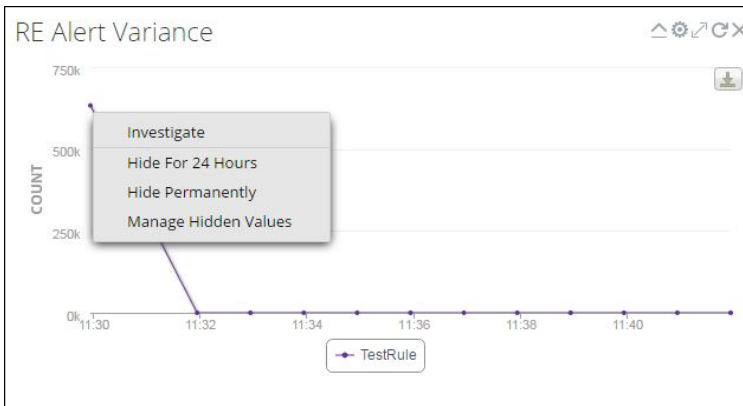 RE Alert Variance
750k
500k
250k
0k
COUNT
Investigate
Hide For 24 Hours
Hide Permanently
Manage Hidden Values
11:30
11:32
11:34
11:36
11:38
11:40
TestRule